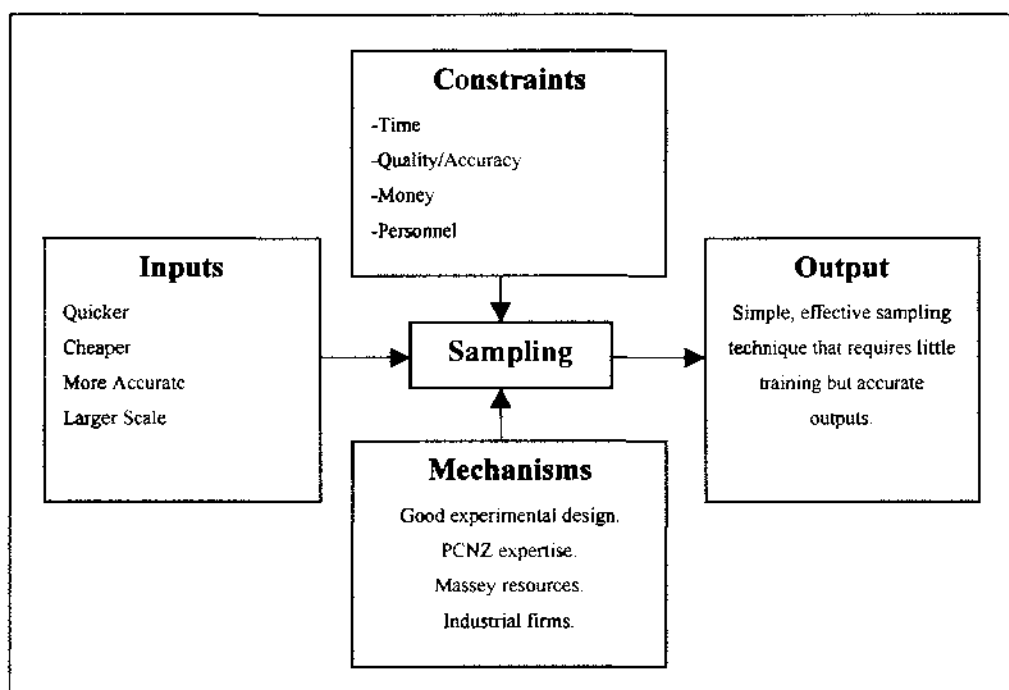 Constraints
-Time
-Quality/Accuracy
-Money
-Personnel
Inputs
Quicker
Cheaper
More Accurate
Larger Scale
Sampling
Output
Simple, effective sampling
technique that requires little
training but accurate
outputs.
Mechanisms
Good experimental design.
PCNZ expertise.
Massey resources.
Industrial firms.